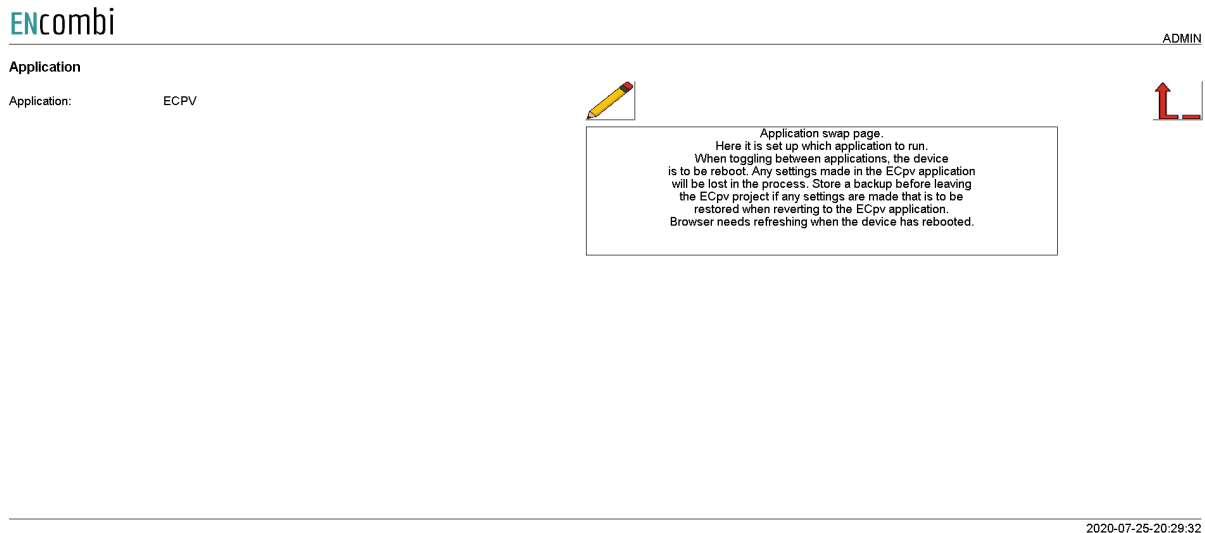 ENcombi
ADMIN
Application
Application: ECPV
Application swap page.
Here it is set up which application to run.
When toggling between applications, the device
is to be reboot. Any settings made in the ECpv application
will be lost in the process. Store a backup before leaving
the ECpv project if any settings are made that is to be
restored when reverting to the ECpv application.
Browser needs refreshing when the device has rebooted.
2020-07-25-20:29:32